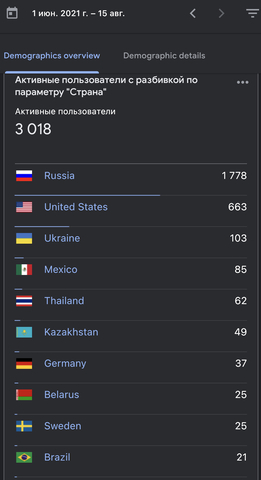 1 июн. 2021 г. – 15 авг.
Demographics overview
Demographic details
Активные пользователи с разбивкой по
параметру "Страна"
Активные пользователи
3 018
Russia 1 778
United States 663
Ukraine 103
Mexico 85
Thailand 62
Kazakhstan 49
Germany 37
Belarus 25
Sweden 25
Brazil 21